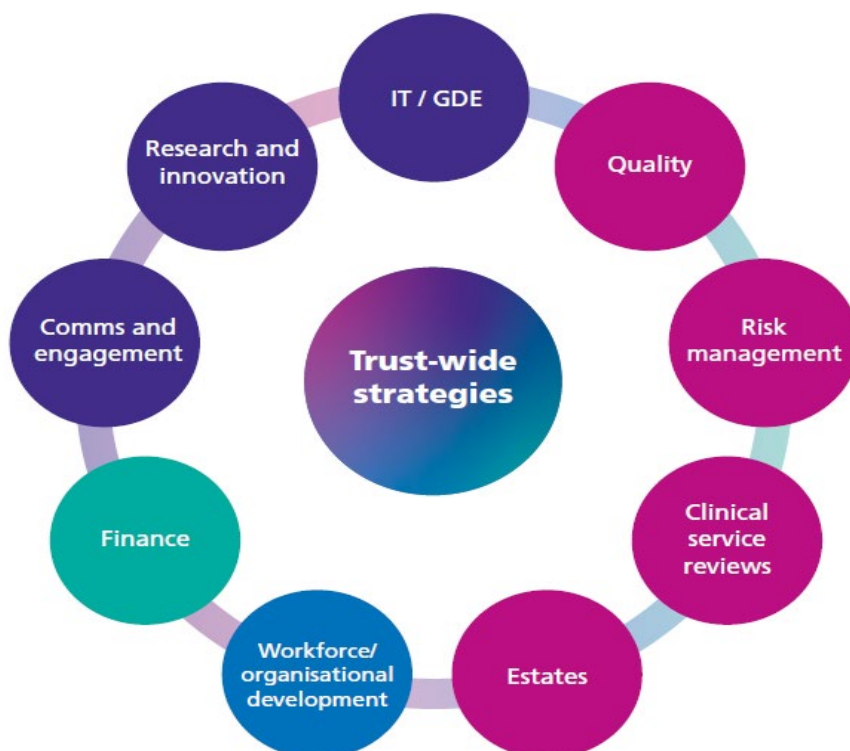 IT / GDE
Quality
Risk
management
Clinical
service
reviews
Estates
Workforce/
organisational
development
Finance
Comms and
engagement
Research and
innovation
Trust-wide
strategies